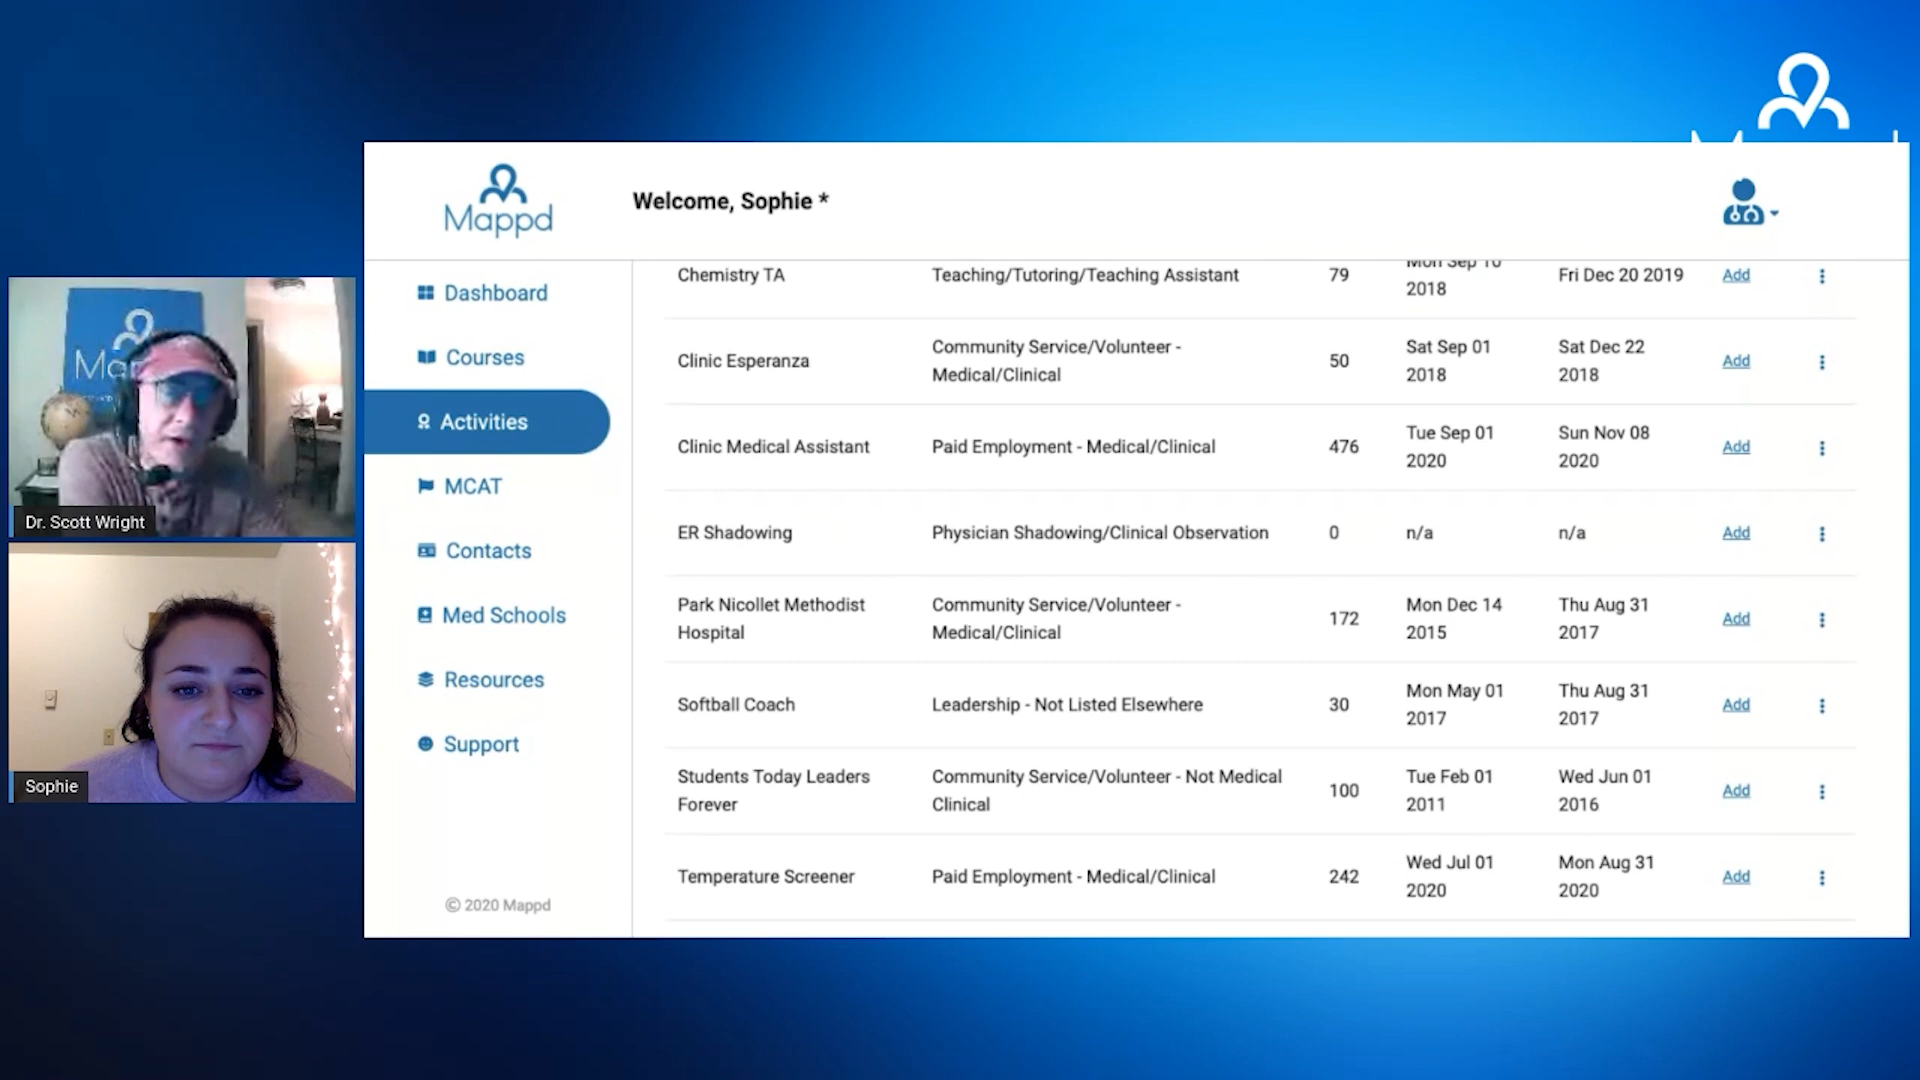 Mappd
Welcome, Sophie *
Dashboard
Courses
Activities
MCAT
Contacts
Med Schools
Resources
Support
© 2020 Mappd
Chemistry TA
Teaching/Tutoring/Teaching Assistant
79
Mon Sep 10
2018
Fri Dec 20 2019
Add
Clinic Esperanza
Community Service/Volunteer -
Medical/Clinical
50
Sat Sep 01
2018
Sat Dec 22
2018
Add
Clinic Medical Assistant
Paid Employment - Medical/Clinical
476
Tue Sep 01
2020
Sun Nov 08
2020
Add
ER Shadowing
Physician Shadowing/Clinical Observation
0
n/a
n/a
Add
Park Nicollet Methodist
Hospital
Community Service/Volunteer -
Medical/Clinical
172
Mon Dec 14
2015
Thu Aug 31
2017
Add
Softball Coach
Leadership - Not Listed Elsewhere
30
Mon May 01
2017
Thu Aug 31
2017
Add
Students Today Leaders
Forever
Community Service/Volunteer - Not Medical
Clinical
100
Tue Feb 01
2011
Wed Jun 01
2016
Add
Temperature Screener
Paid Employment - Medical/Clinical
242
Wed Jul 01
2020
Mon Aug 31
2020
Add
Dr. Scott Wright
Sophie